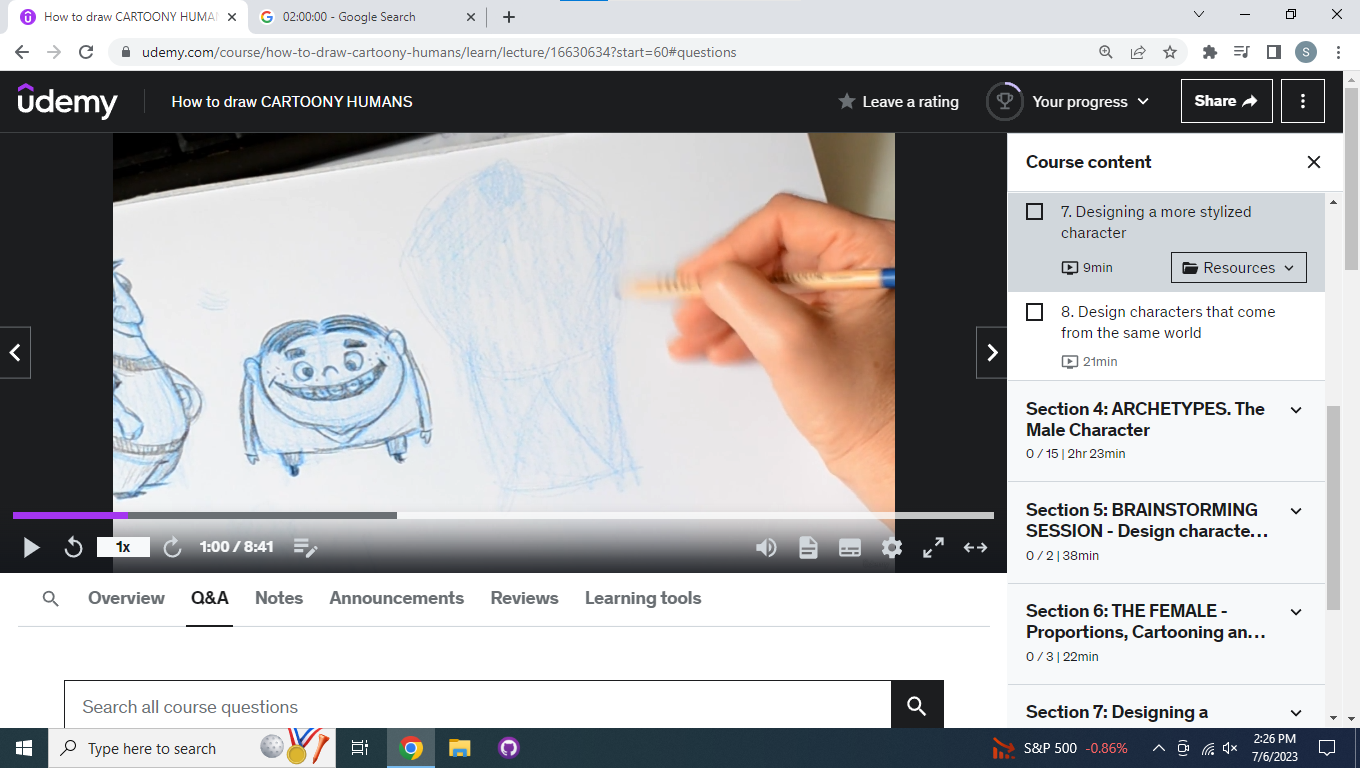 How to draw CARTOONY HUMA
02:00:00 - Google Search
udemy.com/course/how-to-draw-cartoony-humans/learn/lecture/16630634?start=60#questions
S
udemy
How to draw CARTOONY HUMANS
Leave a rating
Your progress
Share
Course content
7. Designing a more stylized
character
9min
Resources
8. Design characters that come
from the same world
21min
Section 4: ARCHETYPES. The
Male Character
0 / 15 | 2hr 23min
Section 5: BRAINSTORMING
SESSION - Design characte...
0 / 2 | 38min
Section 6: THE FEMALE -
Proportions, Cartooning an...
0 / 3 | 22min
Section 7: Designing a
1x
1:00 / 8:41
Overview
Q&A
Notes
Announcements
Reviews
Learning tools
Search all course questions
Type here to search
S&P 500 -0.86%
2:26 PM
7/6/2023